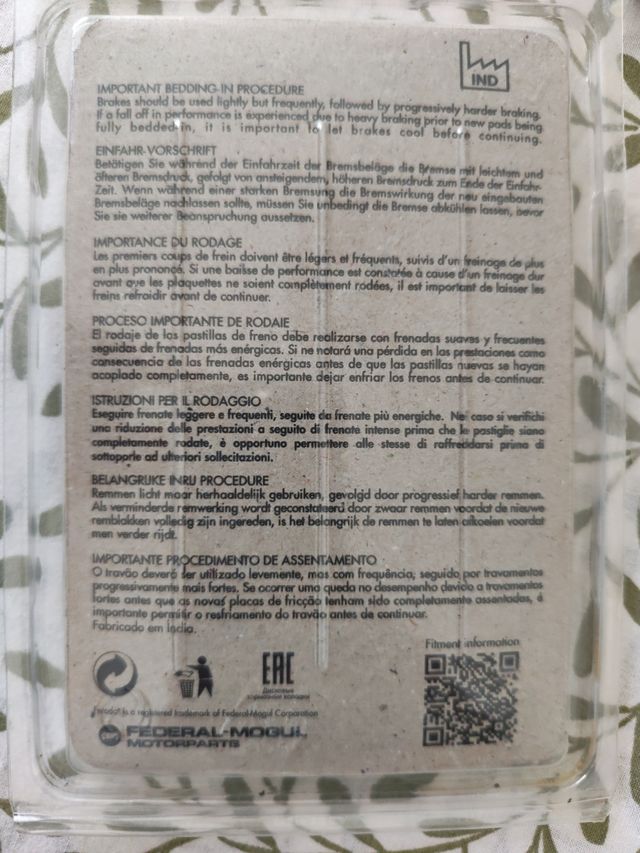 IND
IMPORTANT BEDDING-IN PROCEDURE
Brakes should be used lightly but frequently, followed by progressively harder braking.
If a fall off in performance is experienced due to heavy braking prior to new pads being
fully bedded-in, it is important to let brakes cool before continuing.
EINFAHR-VORSCHRIFT
Betätigen Sie während der Einfahrzeit der Bremsbeläge die Bremse mit leichtem und
öfteren Bremsdruck, gefolgt von ansteigendem, höheren Bremsdruck zum Ende der Einfahr-
Zeit. Wenn während einer starken Bremsung die Bremswirkung der neu eingebauten
Bremsbeläge nachlassen sollte, müssen Sie unbedingt die Bremse abkühlen lassen, bevor
Sie sie weiterer Beanspruchung aussetzen.
IMPORTANCE DU RODAGE
Les premiers coups de frein doivent être légers et fréquents, suivis d'un freinage de plus
en plus prononcé. Si une baisse de performance est constatée à cause d'un freinage dur
avant que les plaquettes ne soient complètement rodées, il est important de laisser les
freins refroidir avant de continuer.
PROCESO IMPORTANTE DE RODAJE
El rodaje de las pastillas de freno debe realizarse con frenadas suaves y frecuentes
seguidas de frenadas más enérgicas. Si ne notará una pérdida en las prestaciones como
consecuencia de las frenadas enérgicas antes de que las pastillas nuevas se hayan
acoplado completamente, es importante dejar enfriar los frenos antes de continuar.
ISTRUZIONI PER IL RODAGGIO
Eseguire frenate leggere e frequenti, seguite da frenate più energiche. Nel caso si verifichi
una riduzione delle prestazioni a seguito di frenate intense prima che le pastiglie siano
completamente rodate, è opportuno permettere alle stesse di raffreddarsi prima di
sottoporle ad ulteriori sollecitazioni.
BELANGRIJKE INRIJ PROCEDURE
Remmen licht maar herhaaldelijk gebruiken, gevolgd door progressief harder remmen.
Als verminderde remwerking wordt geconstateerd door zwaar remmen voordat de nieuwe
remblakken volledig zijn ingereden, is het belangrijk de remmen te laten afkoelen voordat
men verder rijdt.
IMPORTANTE PROCEDIMENTO DE ASSENTAMENTO
O travão deverá ser utilizado levemente, mas com frequência, seguido por travamentos
progressivamente mais fortes. Se ocorrer uma queda no desempenho devido a travamentos
fortes antes que as novas placas de fricção tenham sido completamente assentadas, é
importante permitir o resfriamento do travão antes de continuar.
Fabricado em índia.
Fitment information
EAC
Дисковые
тормозные колодки
Ferodo† is a registered trademark of Federal-Mogul Corporation
FEDERAL-MOGUL
MOTORPARTS